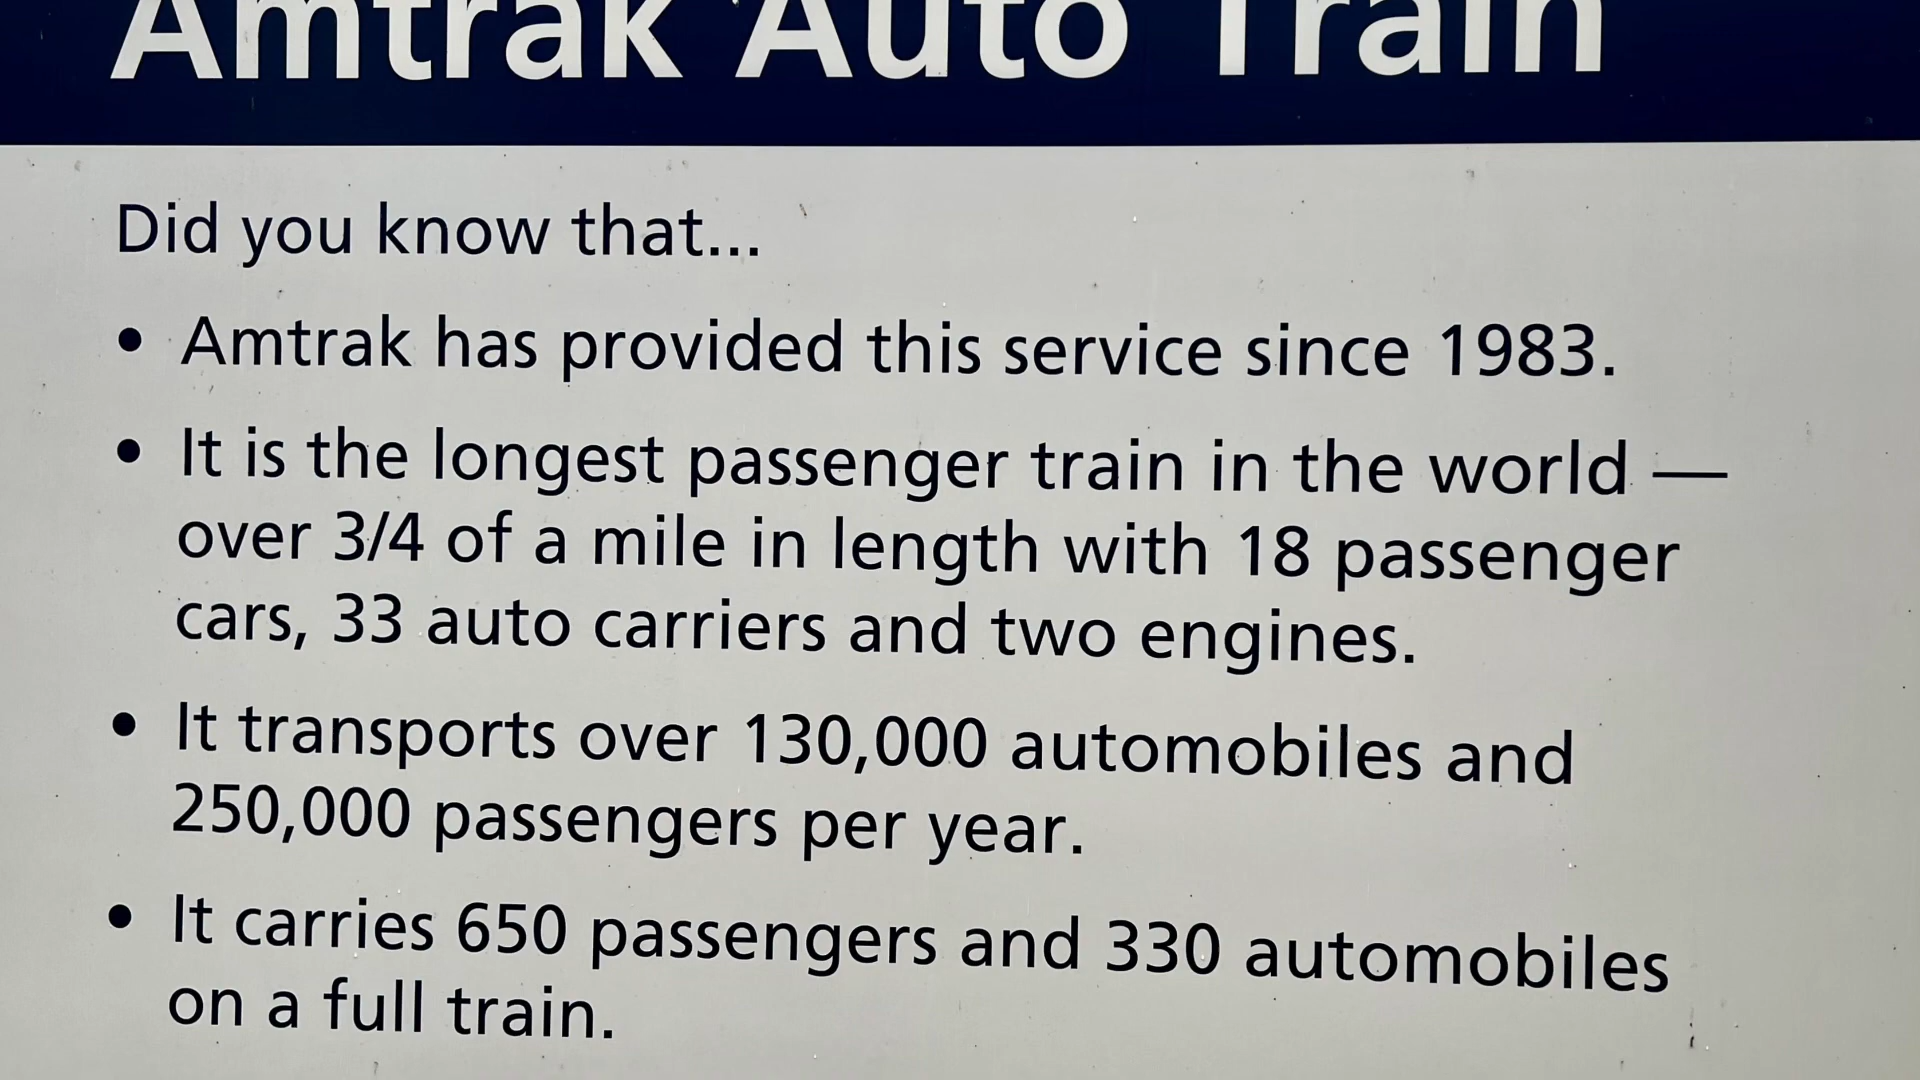 Amtrak Auto Train
Did you know that...
• Amtrak has provided this service since 1983.
• It is the longest passenger train in the world —
over 3/4 of a mile in length with 18 passenger
cars, 33 auto carriers and two engines.
• It transports over 130,000 automobiles and
250,000 passengers per year.
• It carries 650 passengers and 330 automobiles
on a full train.